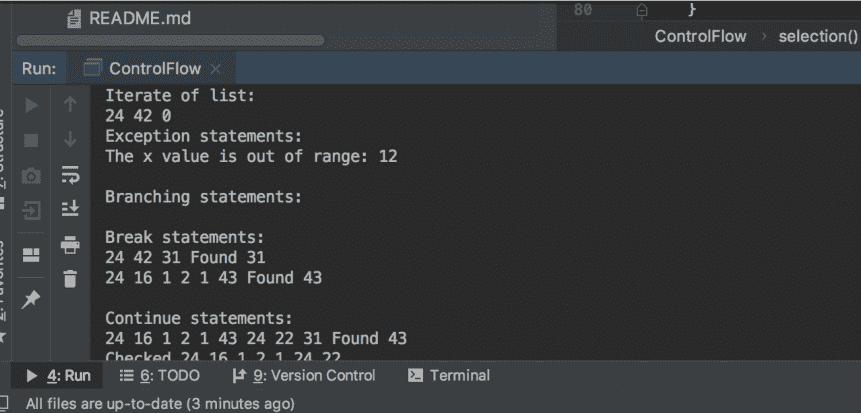 README.md
80 }
ControlFlow › selection()
Run: ControlFlow ×
Iterate of list:
24 42 0
Exception statements:
The x value is out of range: 12
Branching statements:
Break statements:
24 42 31 Found 31
24 16 1 2 1 43 Found 43
Continue statements:
24 16 1 2 1 43 24 22 31 Found 43
Checked 24 16 1 2 1 24 22
4: Run 6: TODO 9: Version Control Terminal
All files are up-to-date (3 minutes ago)